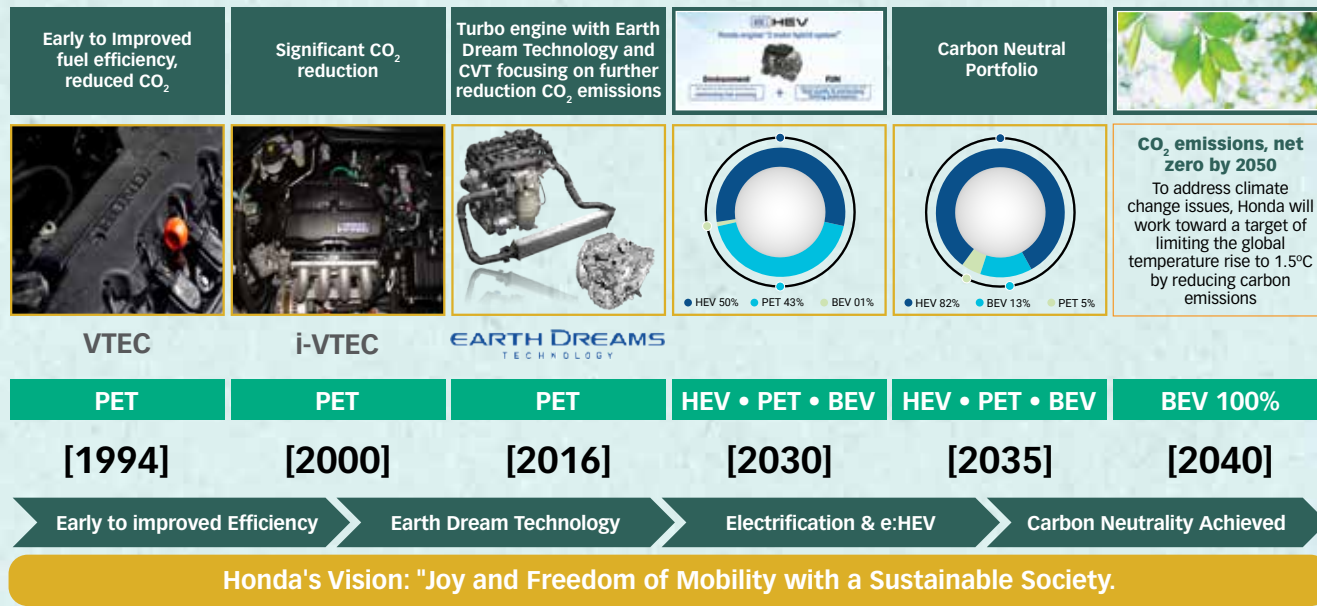 Early to Improved
fuel efficiency,
reduced CO₂
Significant CO₂
reduction
Turbo engine with Earth
Dream Technology and
CVT focusing on further
reduction CO₂ emissions
e:HEV
Carbon Neutral
Portfolio
HONDA
HEV 50% PET 43% BEV 01%
HEV 82% BEV 13% PET 5%
CO₂ emissions, net
zero by 2050
To address climate
change issues, Honda will
work toward a target of
limiting the global
temperature rise to 1.5ºC
by reducing carbon
emissions
VTEC
i-VTEC
EARTH DREAMS
TECHNOLOGY
PET
PET
PET
HEV • PET • BEV
HEV • PET • BEV
BEV 100%
[1994]
[2000]
[2016]
[2030]
[2035]
[2040]
Early to improved Efficiency
Earth Dream Technology
Electrification & e:HEV
Carbon Neutrality Achieved
Honda's Vision: "Joy and Freedom of Mobility with a Sustainable Society.